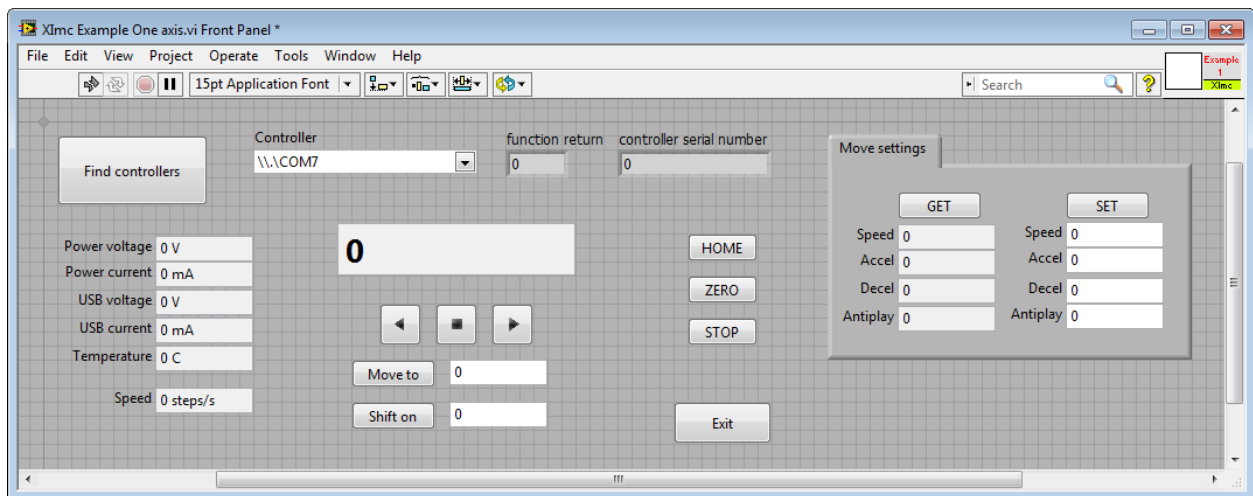 XImc Example One axis.vi Front Panel *
File Edit View Project Operate Tools Window Help
15pt Application Font
Search
Example
1
XImc
Find controllers
Controller
\\.\COM7
function return
0
controller serial number
0
Move settings
GET
SET
Speed 0
Speed 0
Accel 0
Accel 0
Decel 0
Decel 0
Antiplay 0
Antiplay 0
Power voltage 0 V
Power current 0 mA
USB voltage 0 V
USB current 0 mA
Temperature 0 C
Speed 0 steps/s
0
Move to 0
Shift on 0
HOME
ZERO
STOP
Exit